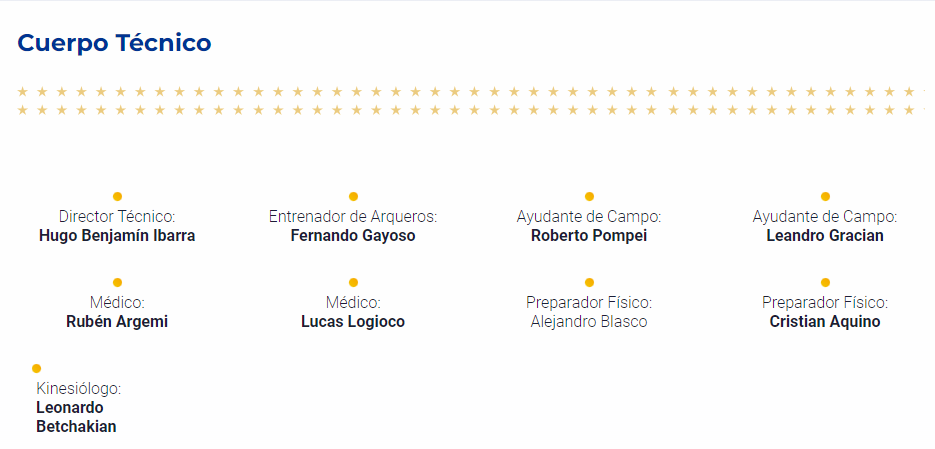 Cuerpo Técnico
Director Técnico:
Hugo Benjamín Ibarra
Entrenador de Arqueros:
Fernando Gayoso
Ayudante de Campo:
Roberto Pompei
Ayudante de Campo:
Leandro Gracian
Médico:
Rubén Argemi
Médico:
Lucas Logioco
Preparador Físico:
Alejandro Blasco
Preparador Físico:
Cristian Aquino
Kinesiólogo:
Leonardo
Betchakian